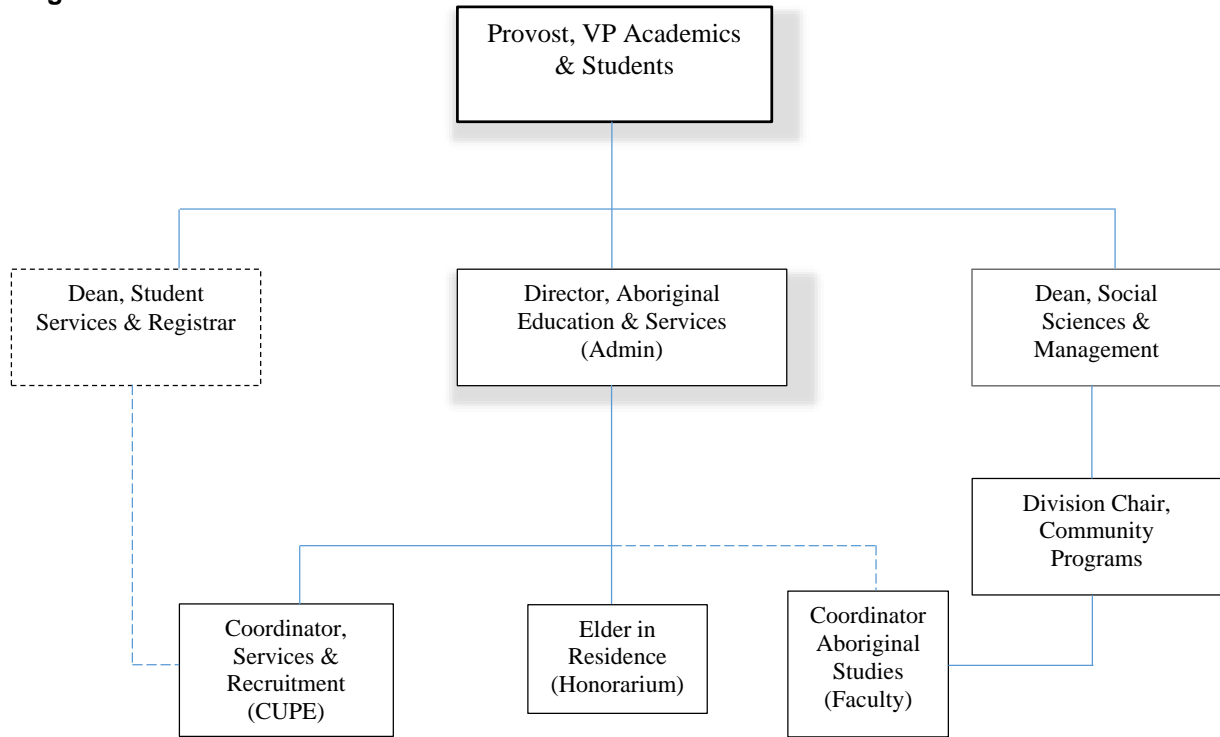 Provost, VP Academics
& Students
Dean, Student
Services & Registrar
Director, Aboriginal
Education & Services
(Admin)
Dean, Social
Sciences &
Management
Division Chair,
Community
Programs
Coordinator,
Services &
Recruitment
(CUPE)
Elder in
Residence
(Honorarium)
Coordinator
Aboriginal
Studies
(Faculty)